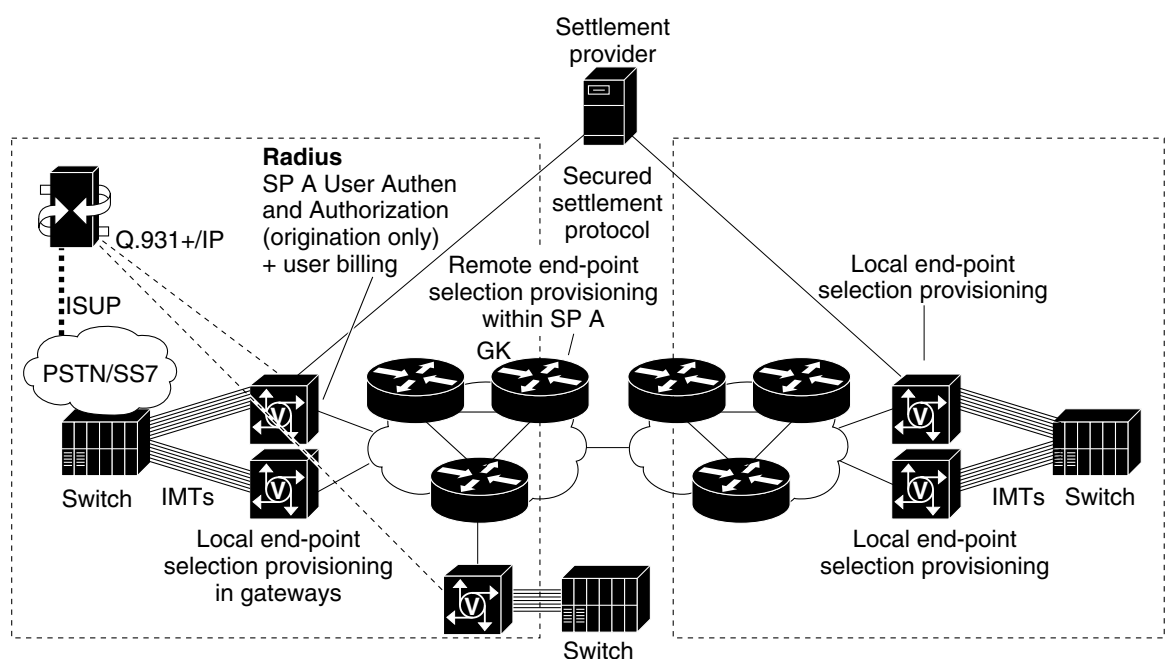 Settlement
provider
Radius
SP A User Authen
and Authorization
(origination only)
+ user billing
Secured
settlement
protocol
Q.931+/IP
Remote end-point
selection provisioning
within SP A
Local end-point
selection provisioning
ISUP
GK
PSTN/SS7
V
V
V
V
V
Switch
IMTs
IMTs
Switch
Local end-point
selection provisioning
in gateways
Local end-point
selection provisioning
Switch